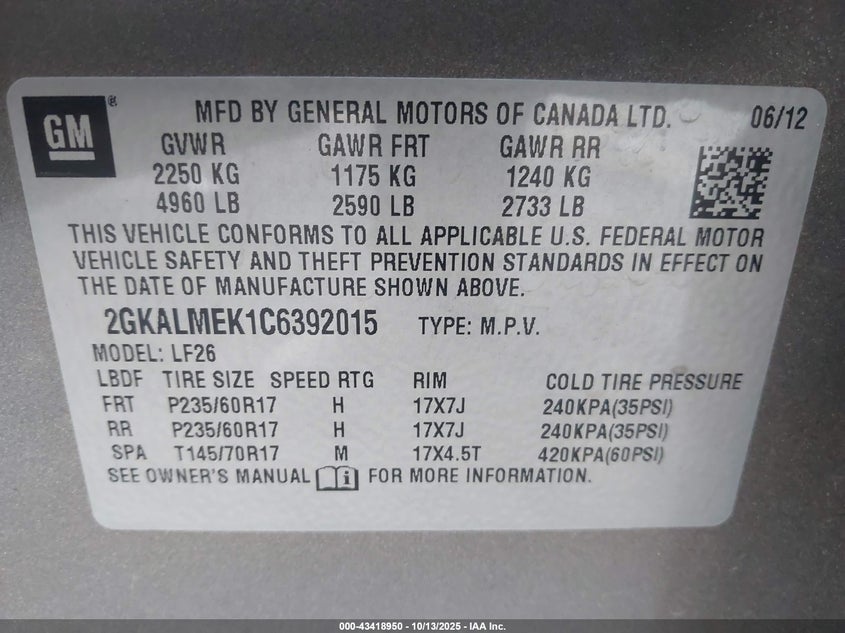 GM®
MFD BY GENERAL MOTORS OF CANADA LTD. 06/12
GVWR GAWR FRT GAWR RR
2250 KG 1175 KG 1240 KG
4960 LB 2590 LB 2733 LB
THIS VEHICLE CONFORMS TO ALL APPLICABLE U.S. FEDERAL MOTOR
VEHICLE SAFETY AND THEFT PREVENTION STANDARDS IN EFFECT ON
THE DATE OF MANUFACTURE SHOWN ABOVE.
2GKALMEK1C6392015 TYPE: M.P.V.
MODEL: LF26
LBDF TIRE SIZE SPEED RTG RIM COLD TIRE PRESSURE
FRT P235/60R17 H 17X7J 240KPA(35PSI)
RR P235/60R17 H 17X7J 240KPA(35PSI)
SPA T145/70R17 M 17X4.5T 420KPA(60PSI)
SEE OWNER'S MANUAL i FOR MORE INFORMATION.
000-43418950 - 10/13/2025 - IAA Inc.